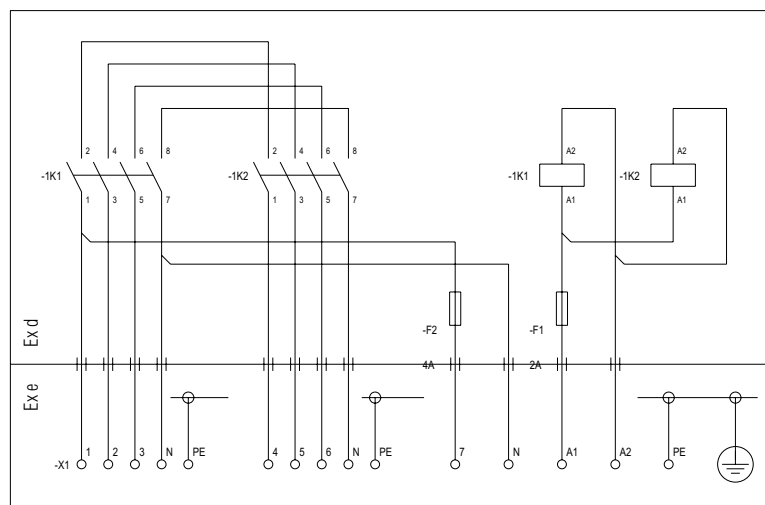 2 4 6 8 2 4 6 8 A2 A2
-1K1 -1K2 -1K1 -1K2
1 3 5 7 1 3 5 7 A1 A1
-F2 -F1
Ex d
4A 2A
Ex e
-X1 1 2 3 N PE 4 5 6 N PE 7 N A1 A2 PE